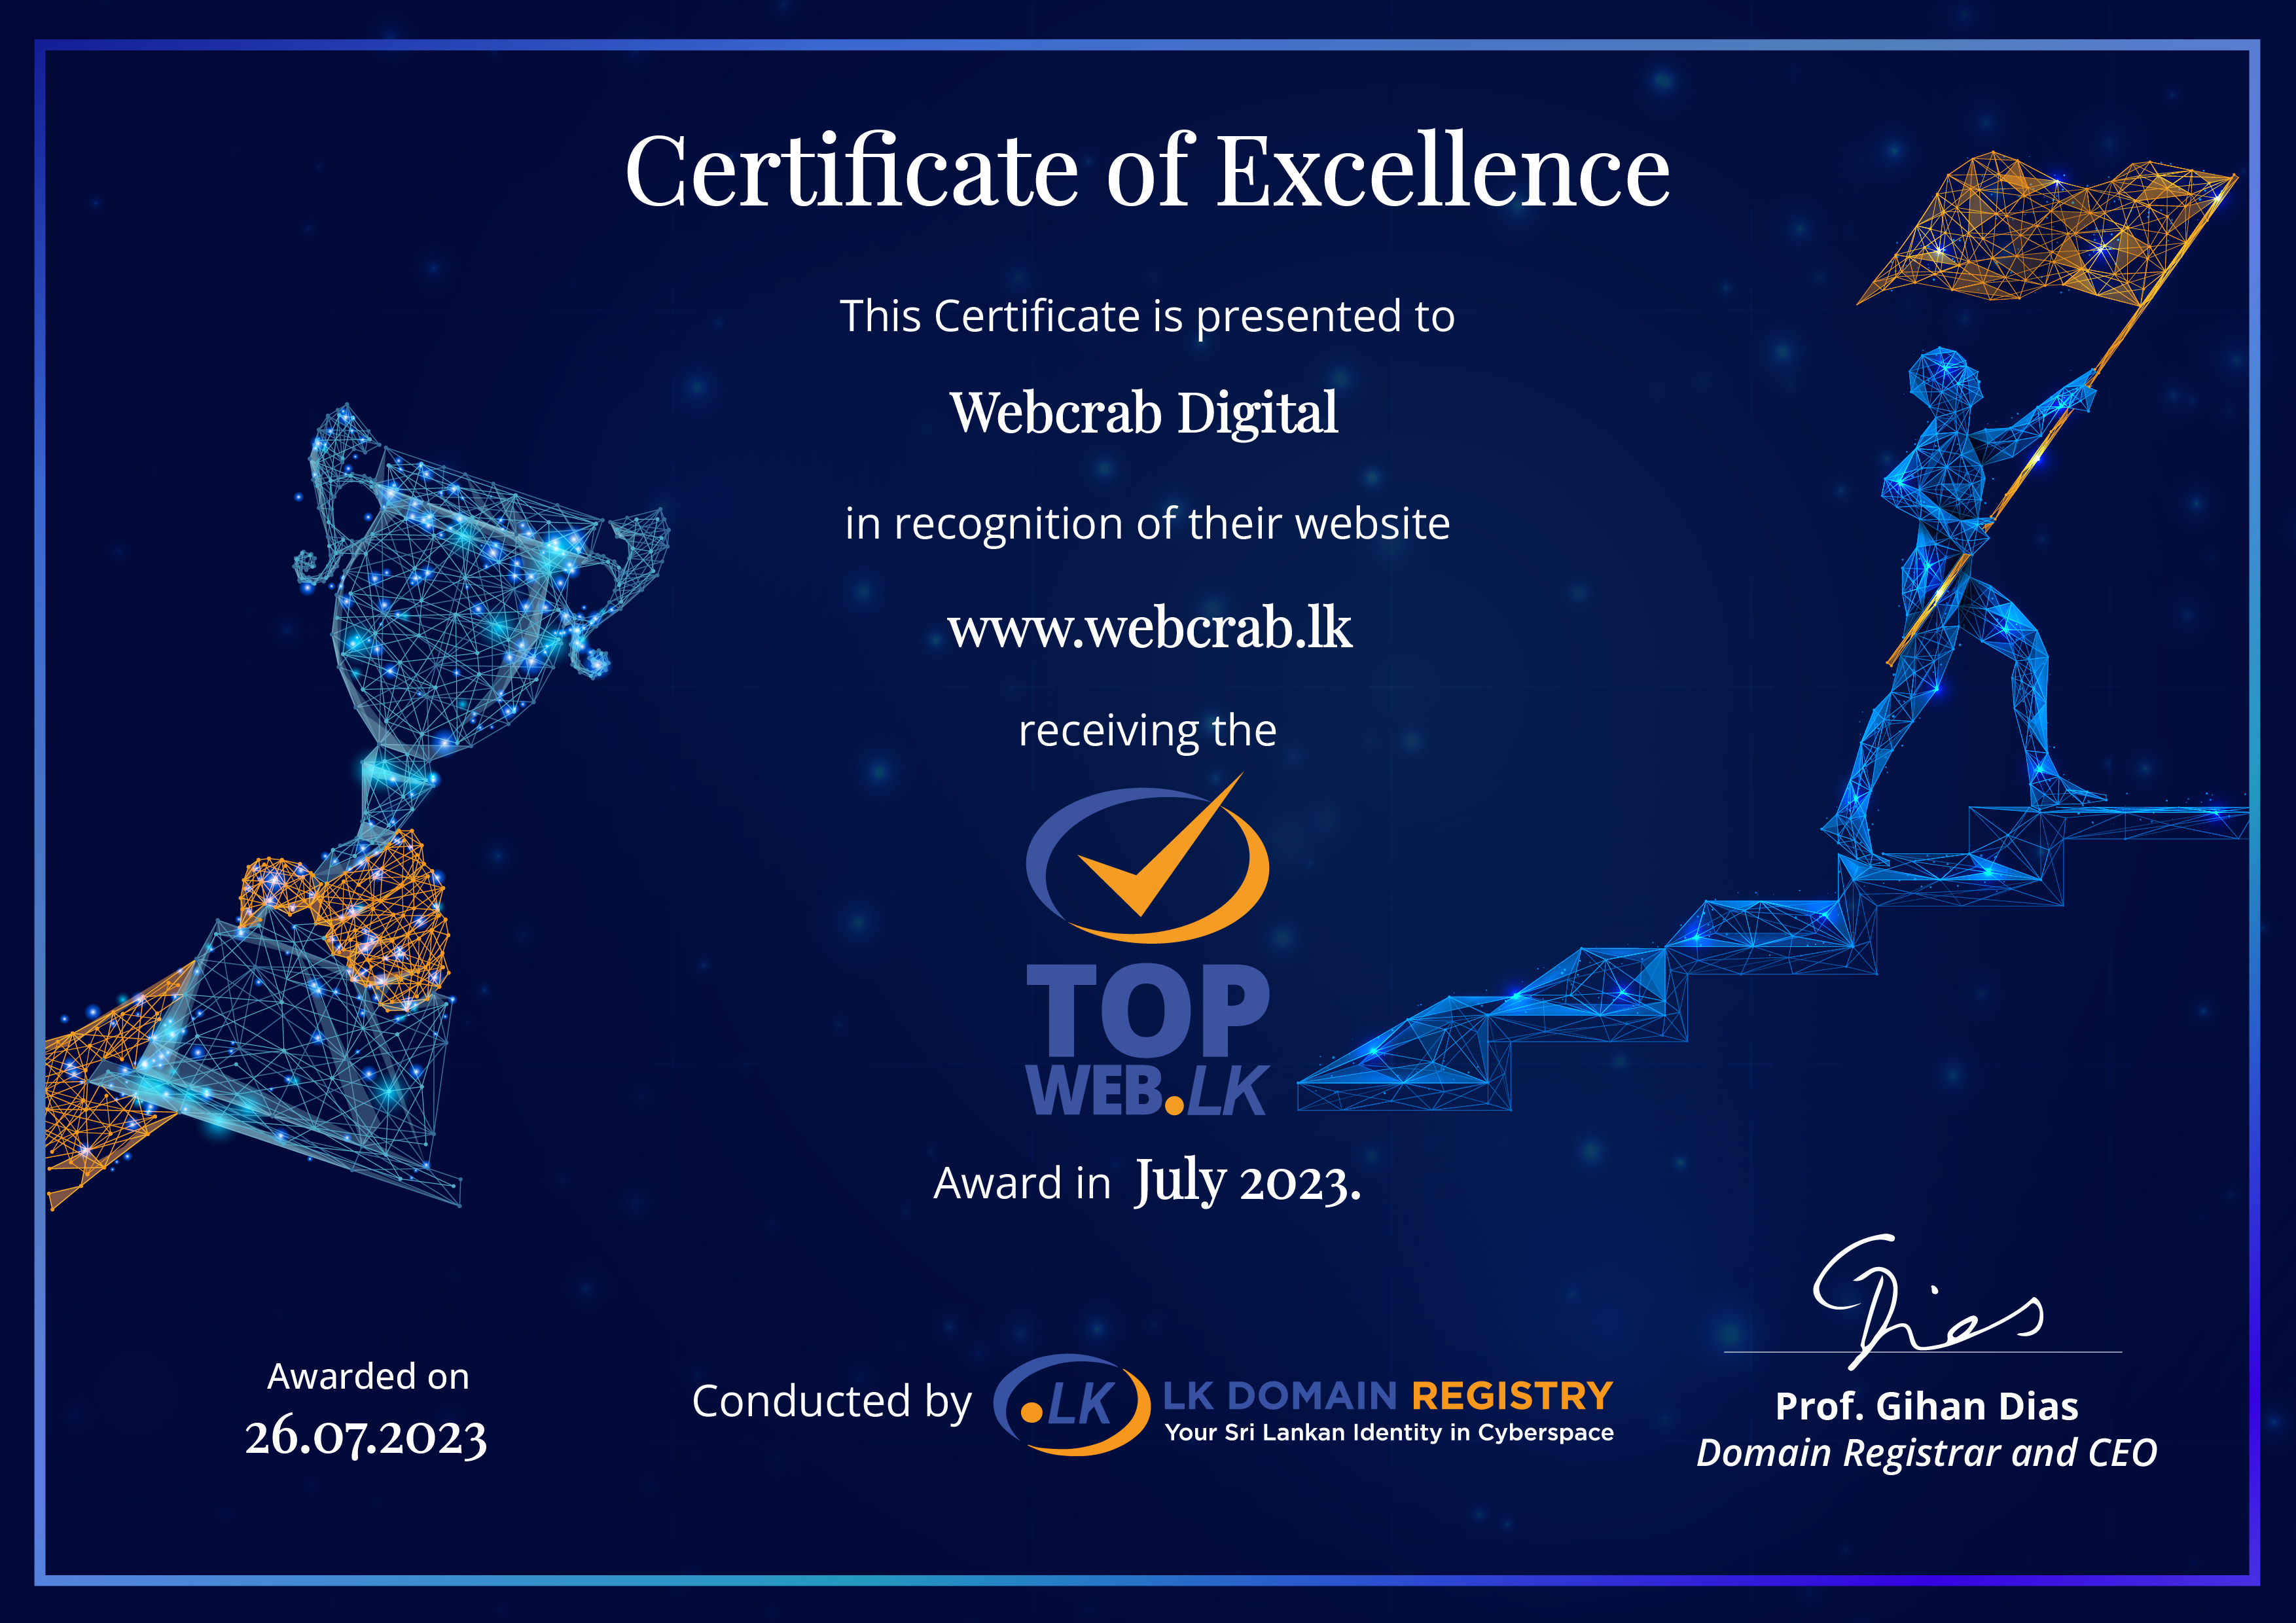 Certificate of Excellence
This Certificate is presented to
Webcrab Digital
in recognition of their website
www.webcrab.lk
receiving the
TOP
WEB.LK
Award in July 2023.
Awarded on
26.07.2023
Conducted by
.LK
LK DOMAIN REGISTRY
Your Sri Lankan Identity in Cyberspace
GDias
Prof. Gihan Dias
Domain Registrar and CEO